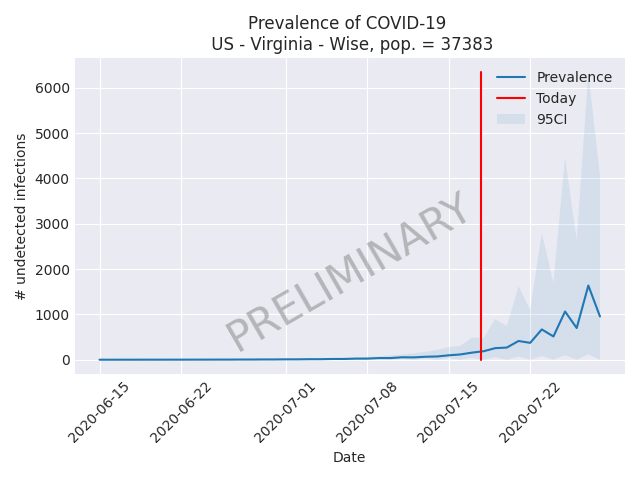 Prevalence of COVID-19
US - Virginia - Wise, pop. = 37383
Prevalence
Today
95CI
# undetected infections
6000
5000
4000
3000
2000
1000
0
PRELIMINARY
2020-06-15
2020-06-22
2020-07-01
2020-07-08
2020-07-15
2020-07-22
Date